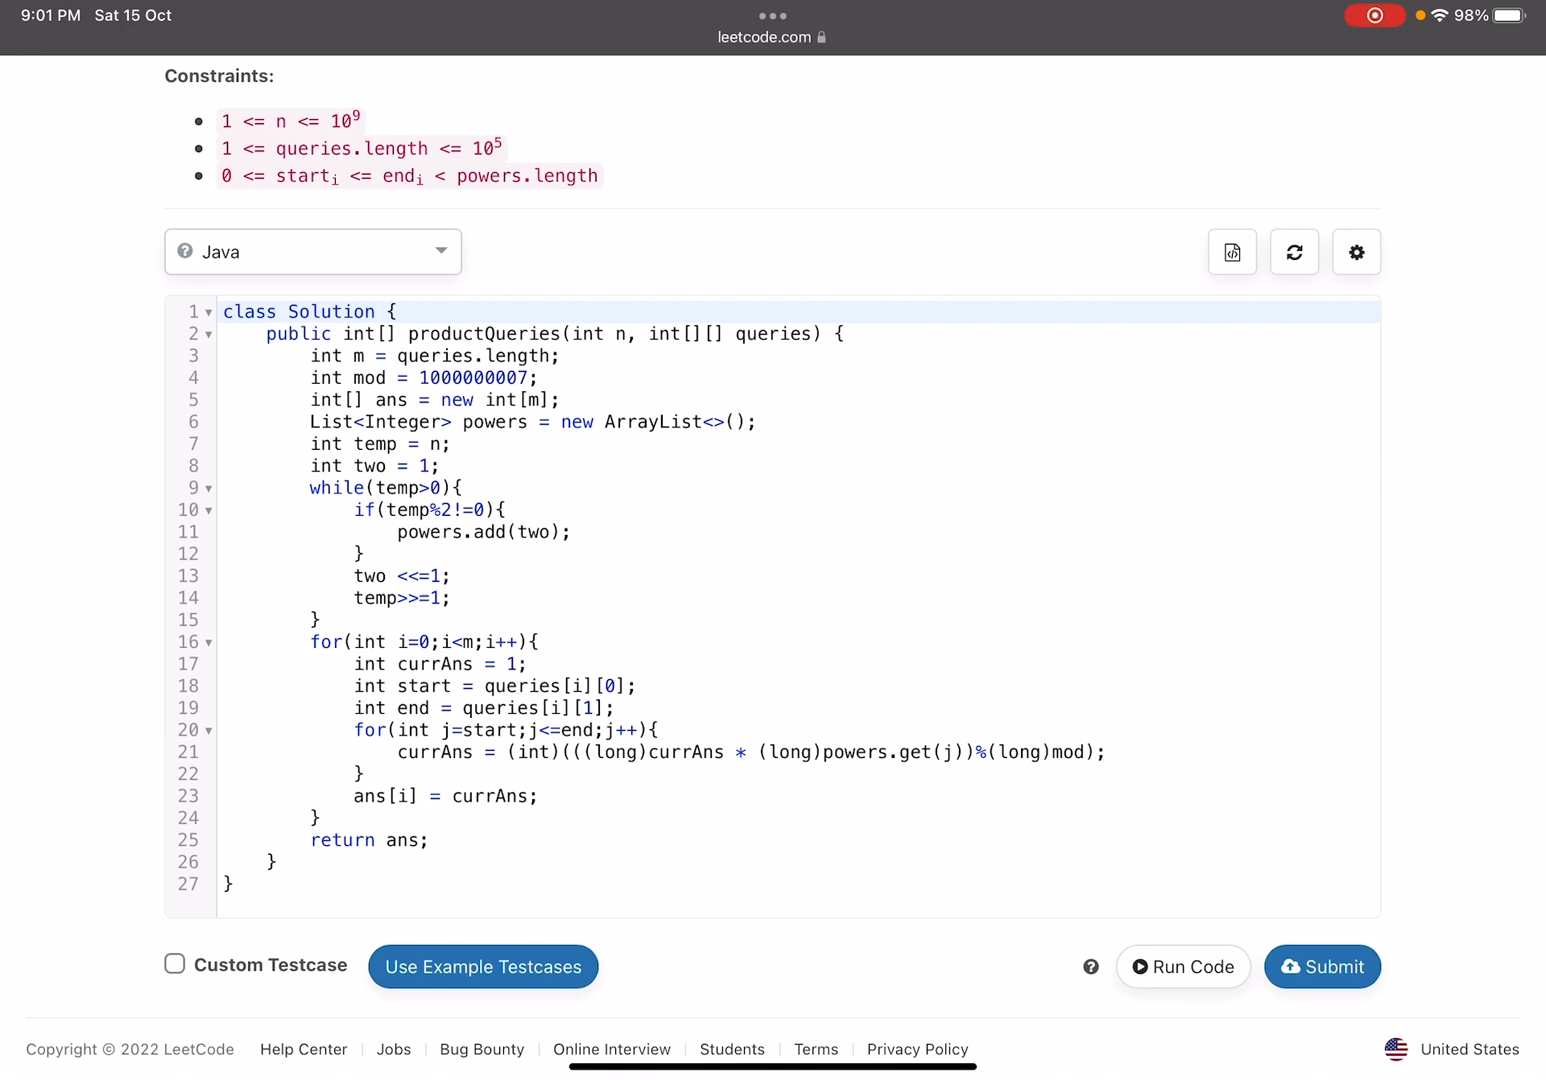 9:01 PM Sat 15 Oct
98%
leetcode.com
Constraints:
1 <= n <= 10⁹
1 <= queries.length <= 10⁵
0 <= startᵢ <= endᵢ < powers.length
Java
1 class Solution {
2     public int[] productQueries(int n, int[][] queries) {
3         int m = queries.length;
4         int mod = 1000000007;
5         int[] ans = new int[m];
6         List<Integer> powers = new ArrayList<>();
7         int temp = n;
8         int two = 1;
9         while(temp>0){
10             if(temp%2!=0){
11                 powers.add(two);
12             }
13             two <<=1;
14             temp>>=1;
15         }
16         for(int i=0;i<m;i++){
17             int currAns = 1;
18             int start = queries[i][0];
19             int end = queries[i][1];
20             for(int j=start;j<=end;j++){
21                 currAns = (int)(((long)currAns * (long)powers.get(j))%(long)mod);
22             }
23             ans[i] = currAns;
24         }
25         return ans;
26     }
27 }
Custom Testcase Use Example Testcases ? Run Code Submit
Copyright © 2022 LeetCode Help Center | Jobs | Bug Bounty | Online Interview | Students | Terms | Privacy Policy United States